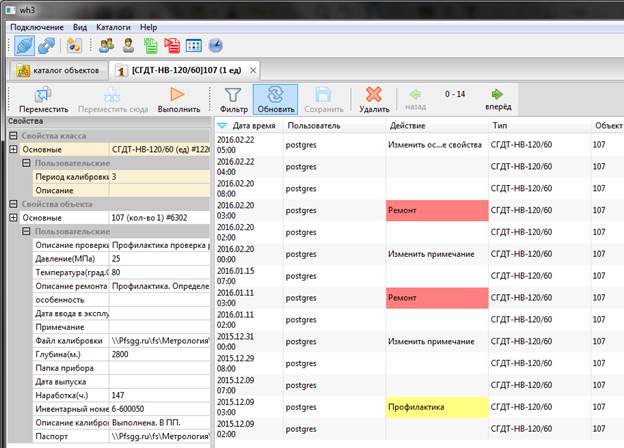 wh3
Подключение Вид Каталоги Help
каталог объектов [СГДТ-НВ-120/60]107 (1 ед)
Переместить Переместить сюда Выполнить Фильтр Обновить Сохранить Удалить назад 0 - 14 вперёд
Свойства
Свойства класса
Основные СГДТ-НВ-120/60 (ед) #1220
Пользовательские
Период калибровки 3
Описание
Свойства объекта
Основные 107 (кол-во 1) #6302
Пользовательские
Описание проверки Профилактика проверка р
Давление(МПа) 25
Температура(град.С 80
Описание ремонта Профилактика. Определе
особенность
Дата ввода в эксплу
Примечание
Файл калибровки \\Pfsgg.ru\fs\Метрология\
Глубина(м.) 2800
Папка прибора
Дата выпуска
Наработка(ч.) 147
Инвентарный номе 6-600050
Описание калибро Выполнена. В ПП.
Паспорт \\Pfsgg.ru\fs\Метрология\
Дата время Пользователь Действие Тип Объект
2016.02.22
05:00 postgres Изменить ос...е свойства СГДТ-НВ-120/60 107
2016.02.22
04:00 postgres СГДТ-НВ-120/60 107
2016.02.20
08:00 postgres СГДТ-НВ-120/60 107
2016.02.20
03:00 postgres Ремонт СГДТ-НВ-120/60 107
2016.02.20
02:00 postgres СГДТ-НВ-120/60 107
2016.02.20
00:00 postgres Изменить примечание СГДТ-НВ-120/60 107
2016.01.15
07:00 postgres СГДТ-НВ-120/60 107
2016.01.11
03:00 postgres Ремонт СГДТ-НВ-120/60 107
2016.01.11
02:00 postgres СГДТ-НВ-120/60 107
2015.12.31
00:00 postgres Изменить примечание СГДТ-НВ-120/60 107
2015.12.29
08:00 postgres СГДТ-НВ-120/60 107
2015.12.09
07:00 postgres СГДТ-НВ-120/60 107
2015.12.09
03:00 postgres Профилактика СГДТ-НВ-120/60 107
2015.12.09
02:00 postgres СГДТ-НВ-120/60 107